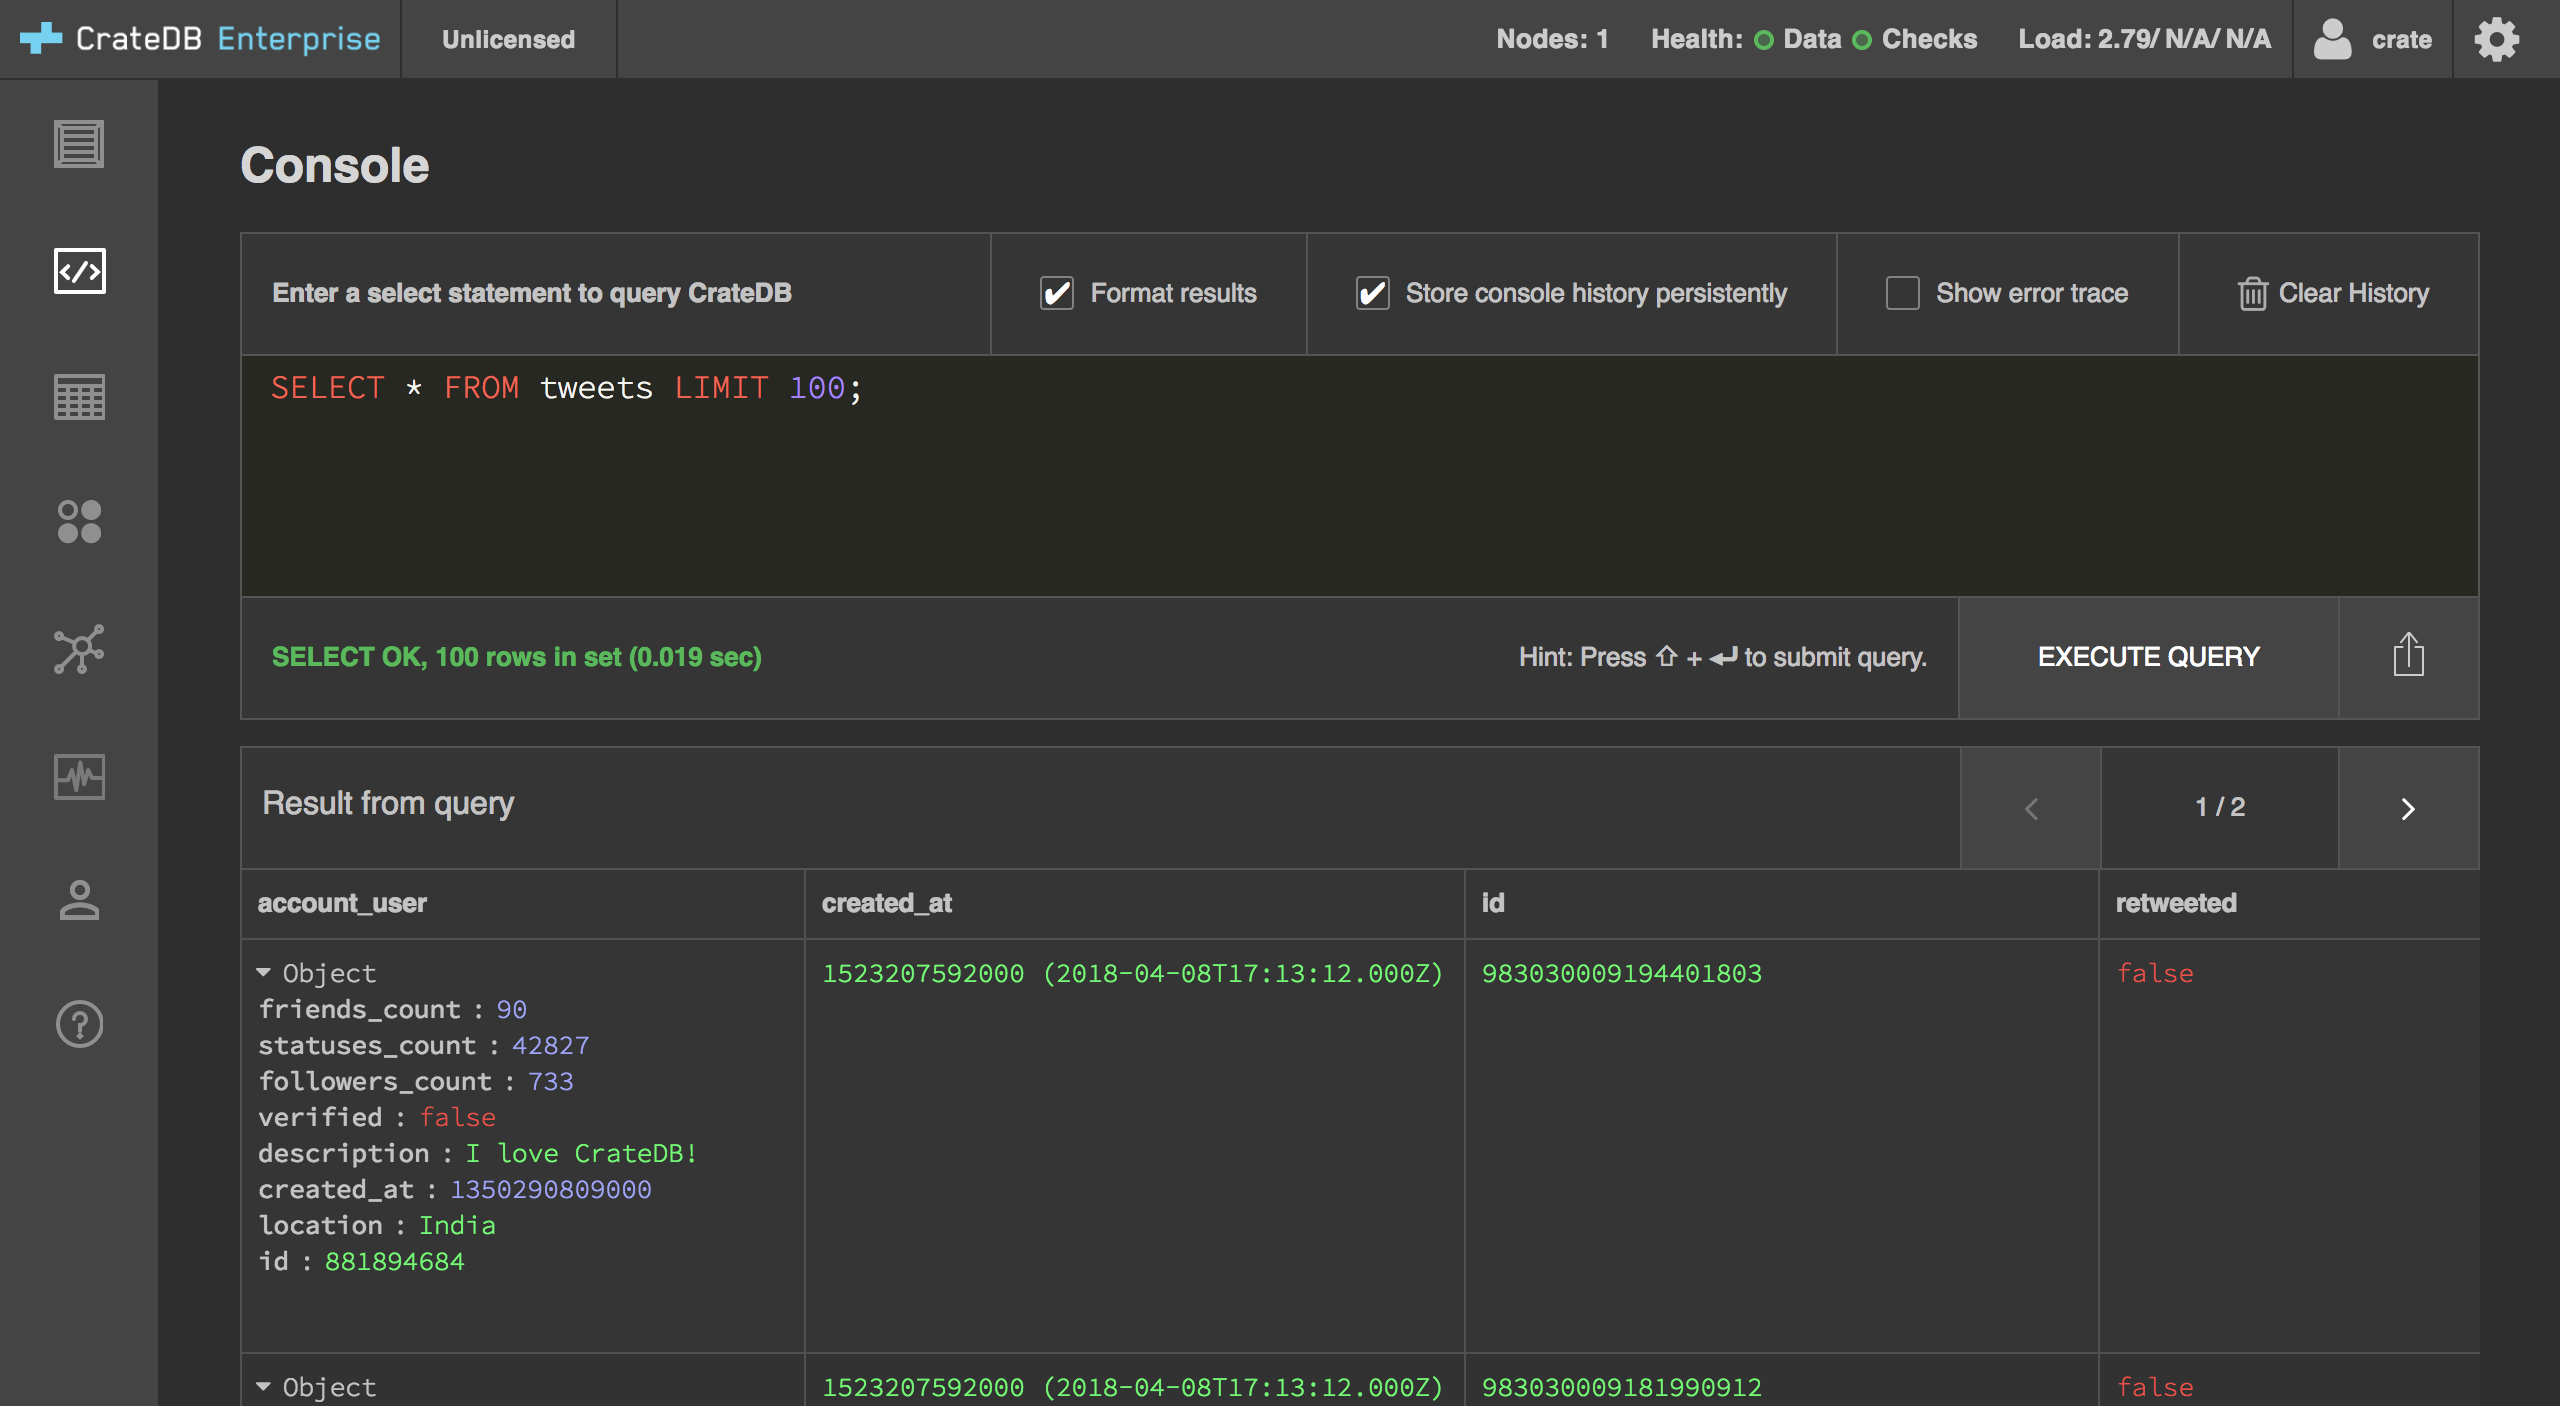 CrateDB Enterprise
Unlicensed
Nodes: 1
Health: Data Checks
Load: 2.79/ N/A/ N/A
crate
Console
Enter a select statement to query CrateDB
Format results
Store console history persistently
Show error trace
Clear History
SELECT * FROM tweets LIMIT 100;
SELECT OK, 100 rows in set (0.019 sec)
Hint: Press ⇧ + ↵ to submit query.
EXECUTE QUERY
Result from query
1 / 2
account_user created_at id retweeted
Object 1523207592000 (2018-04-08T17:13:12.000Z) 983030009194401803 false
friends_count : 90
statuses_count : 42827
followers_count : 733
verified : false
description : I love CrateDB!
created_at : 1350290809000
location : India
id : 881894684
Object 1523207592000 (2018-04-08T17:13:12.000Z) 983030009181990912 false